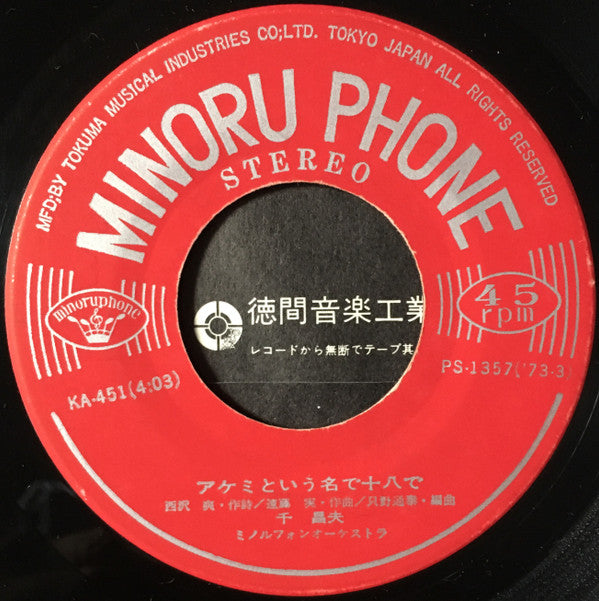 MFD;BY TOKUMA MUSICAL INDUSTRIES CO;LTD. TOKYO JAPAN ALL RIGHTS RESERVED
MINORU PHONE
STEREO
minoruphone
45
rpm
徳間音楽工業
レコードから無断でテープ其
KA-451(4:03)
PS-1357('73-3)
アケミという名で十八で
西沢 爽・作詩/遠藤 実・作曲/只野通泰・編曲
千 昌夫
ミノルフォンオーケストラ